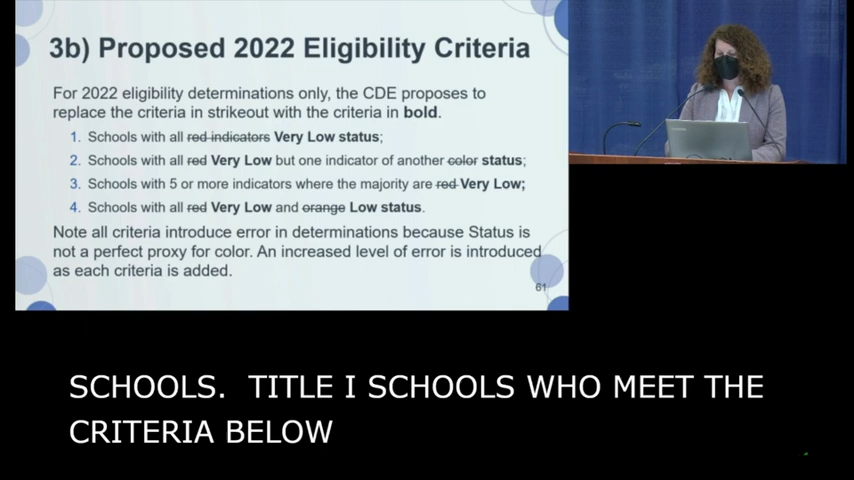 3b) Proposed 2022 Eligibility Criteria
For 2022 eligibility determinations only, the CDE proposes to
replace the criteria in strikeout with the criteria in bold.
1. Schools with all red indicators Very Low status;
2. Schools with all red Very Low but one indicator of another color status;
3. Schools with 5 or more indicators where the majority are red Very Low;
4. Schools with all red Very Low and orange Low status.
Note all criteria introduce error in determinations because Status is
not a perfect proxy for color. An increased level of error is introduced
as each criteria is added.
61
SCHOOLS. TITLE I SCHOOLS WHO MEET THE
CRITERIA BELOW